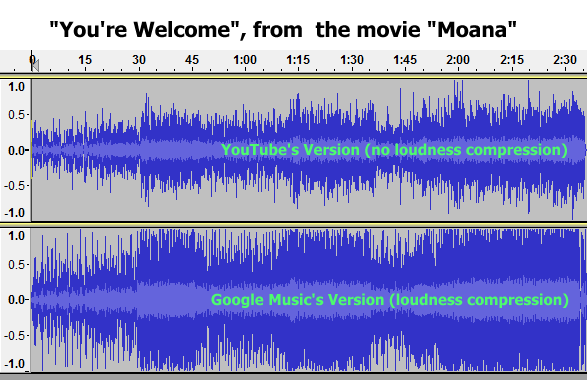 "You're Welcome", from the movie "Moana"
0 15 30 45 1:00 1:15 1:30 1:45 2:00 2:15 2:30
1.0
0.5
0.0-
-0.5
-1.0
YouTube's Version (no loudness compression)
1.0
0.5
0.0-
-0.5
-1.0
Google Music's Version (loudness compression)